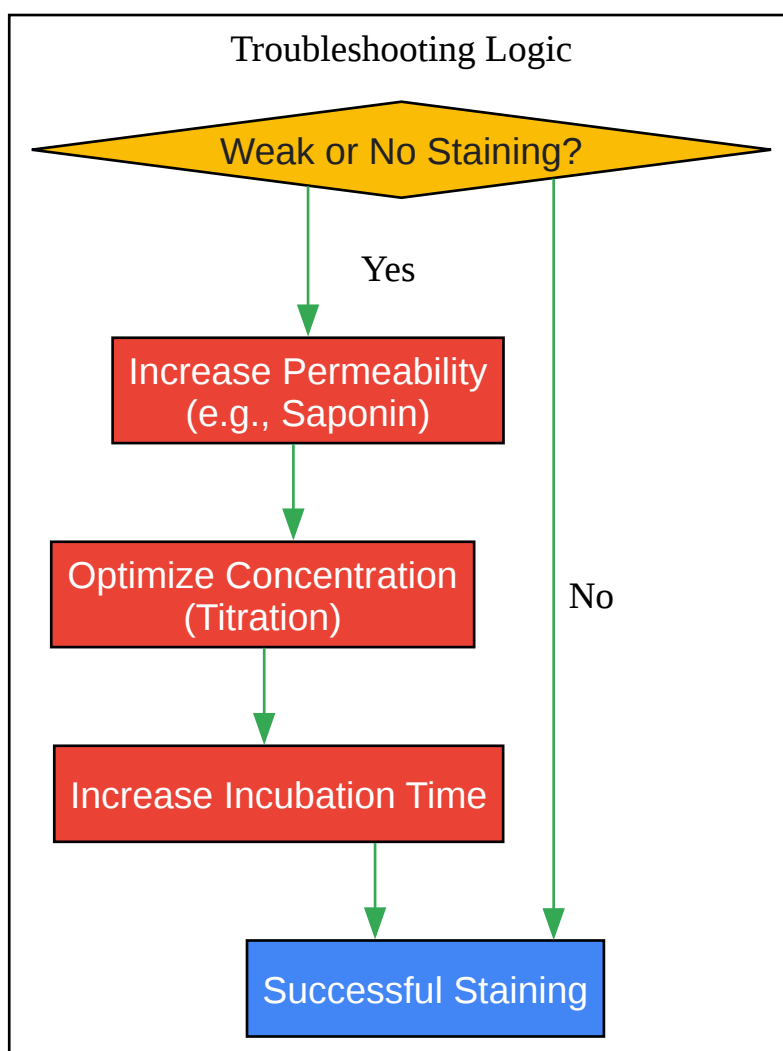 Troubleshooting Logic
Weak or No Staining?
Yes
Increase Permeability
(e.g., Saponin)
Optimize Concentration
(Titration)
No
Increase Incubation Time
Successful Staining